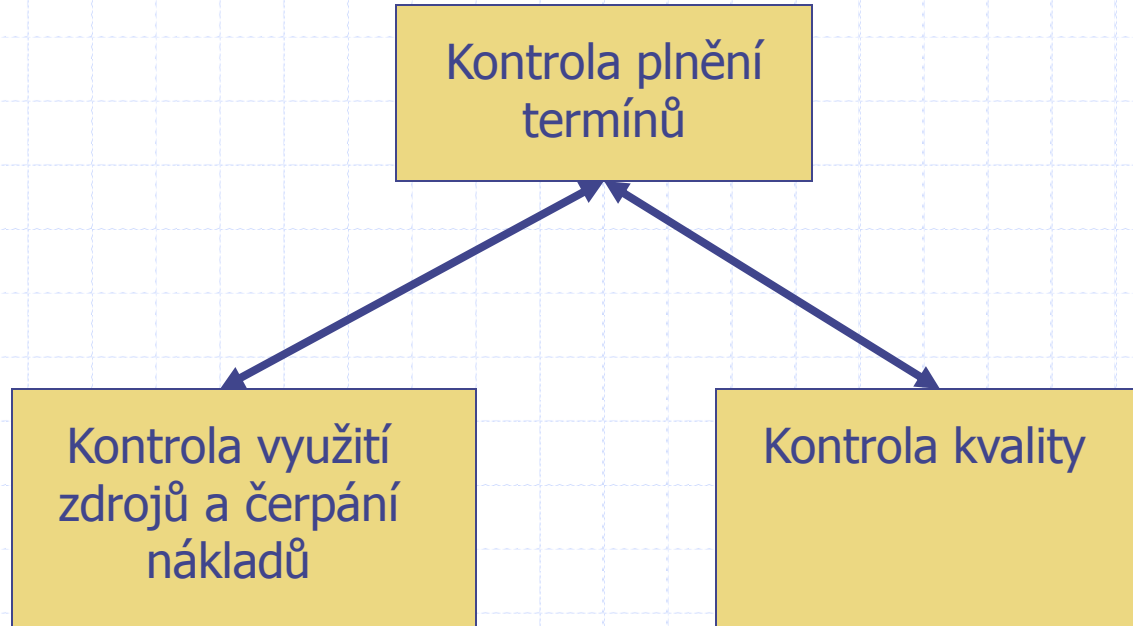 Kontrola plnění
termínů
Kontrola využití
zdrojů a čerpání
nákladů
Kontrola kvality